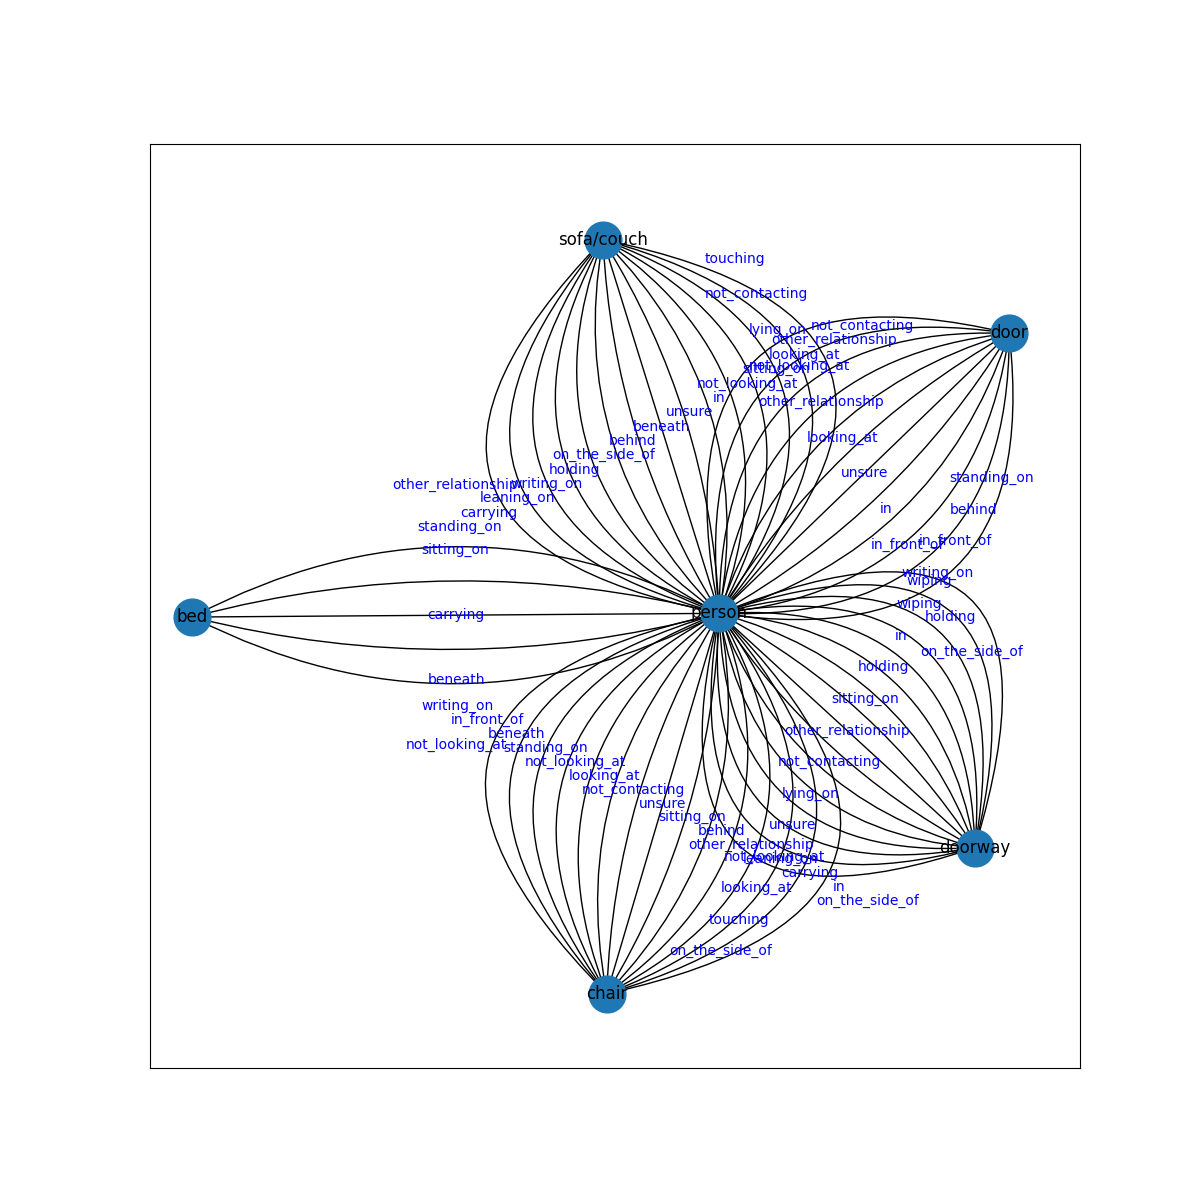 sofa/couch
touching
not_contacting
lying_on
not_contacting
door
other_relationship
looking_at
not_looking_at
sitting_on
not_looking_at
in
other_relationship
unsure
beneath
looking_at
behind
on_the_side_of
holding
unsure
standing_on
other_relationship
writing_on
leaning_on
carrying
in
behind
standing_on
in_front_of
in_front_of
sitting_on
writing_on
wiping
wiping
bed
carrying
person
holding
in
on_the_side_of
holding
beneath
sitting_on
writing_on
in_front_of
other_relationship
beneath
not_looking_at
standing_on
not_looking_at
not_contacting
looking_at
not_contacting
lying_on
unsure
sitting_on
unsure
behind
other_relationship
doorway
not_looking_at
leaning_on
carrying
looking_at
in
on_the_side_of
touching
on_the_side_of
chair